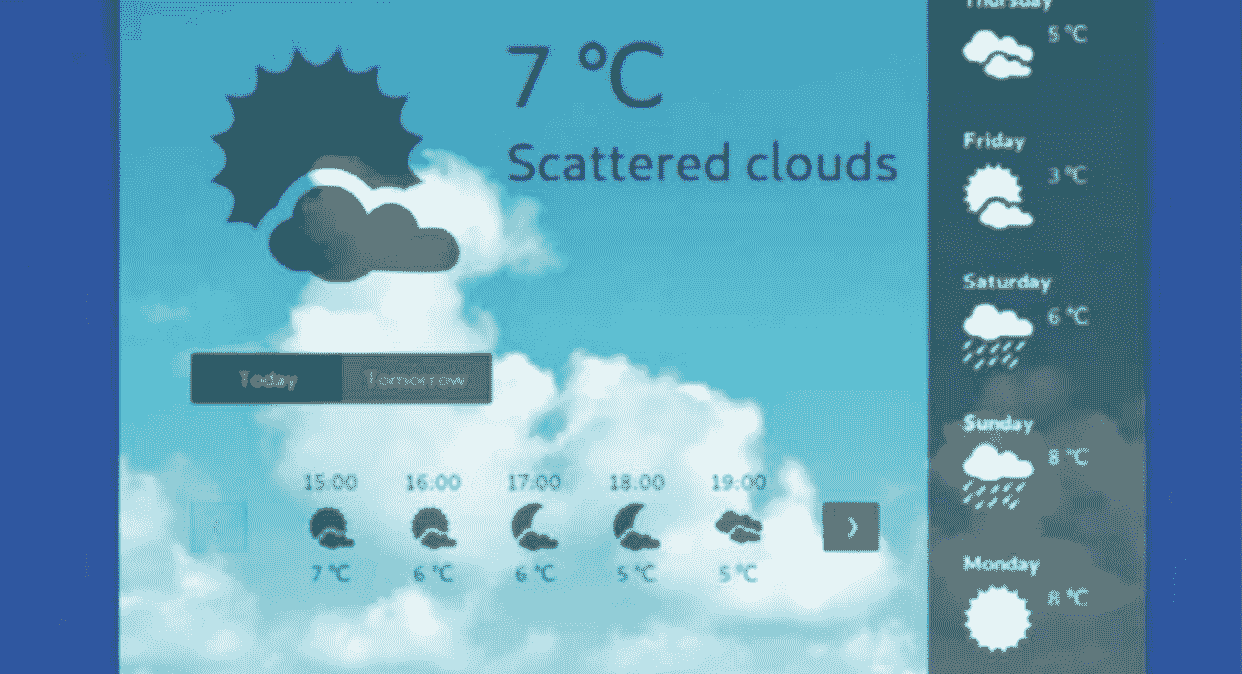 7 °C
Scattered clouds
Today
Tomorrow
15:00
16:00
17:00
18:00
19:00
7 °C
6 °C
6 °C
5 °C
5 °C
Thursday
5 °C
Friday
3 °C
Saturday
6 °C
Sunday
8 °C
Monday
8 °C